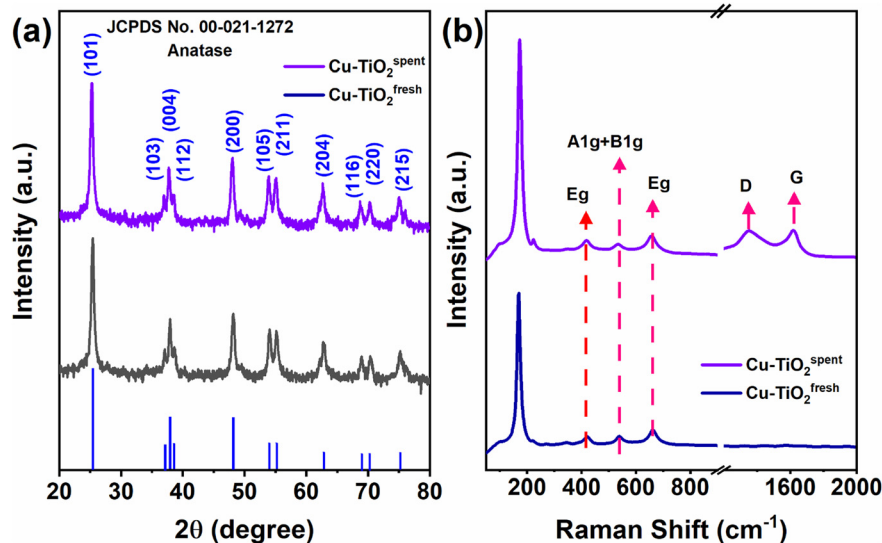 (a)
JCPDS No. 00-021-1272
Anatase
Cu-TiO₂ˢᵖᵉⁿᵗ
Cu-TiO₂ᶠʳᵉˢʰ
(101)
(103)
(004)
(112)
(200)
(105)
(211)
(204)
(116)
(220)
(215)
Intensity (a.u.)
20 30 40 50 60 70 80
2θ (degree)
(b)
Eg
A1g+B1g
Eg
D
G
Cu-TiO₂ˢᵖᵉⁿᵗ
Cu-TiO₂ᶠʳᵉˢʰ
Intensity (a.u.)
200 400 600 800 1600 2000
Raman Shift (cm⁻¹)